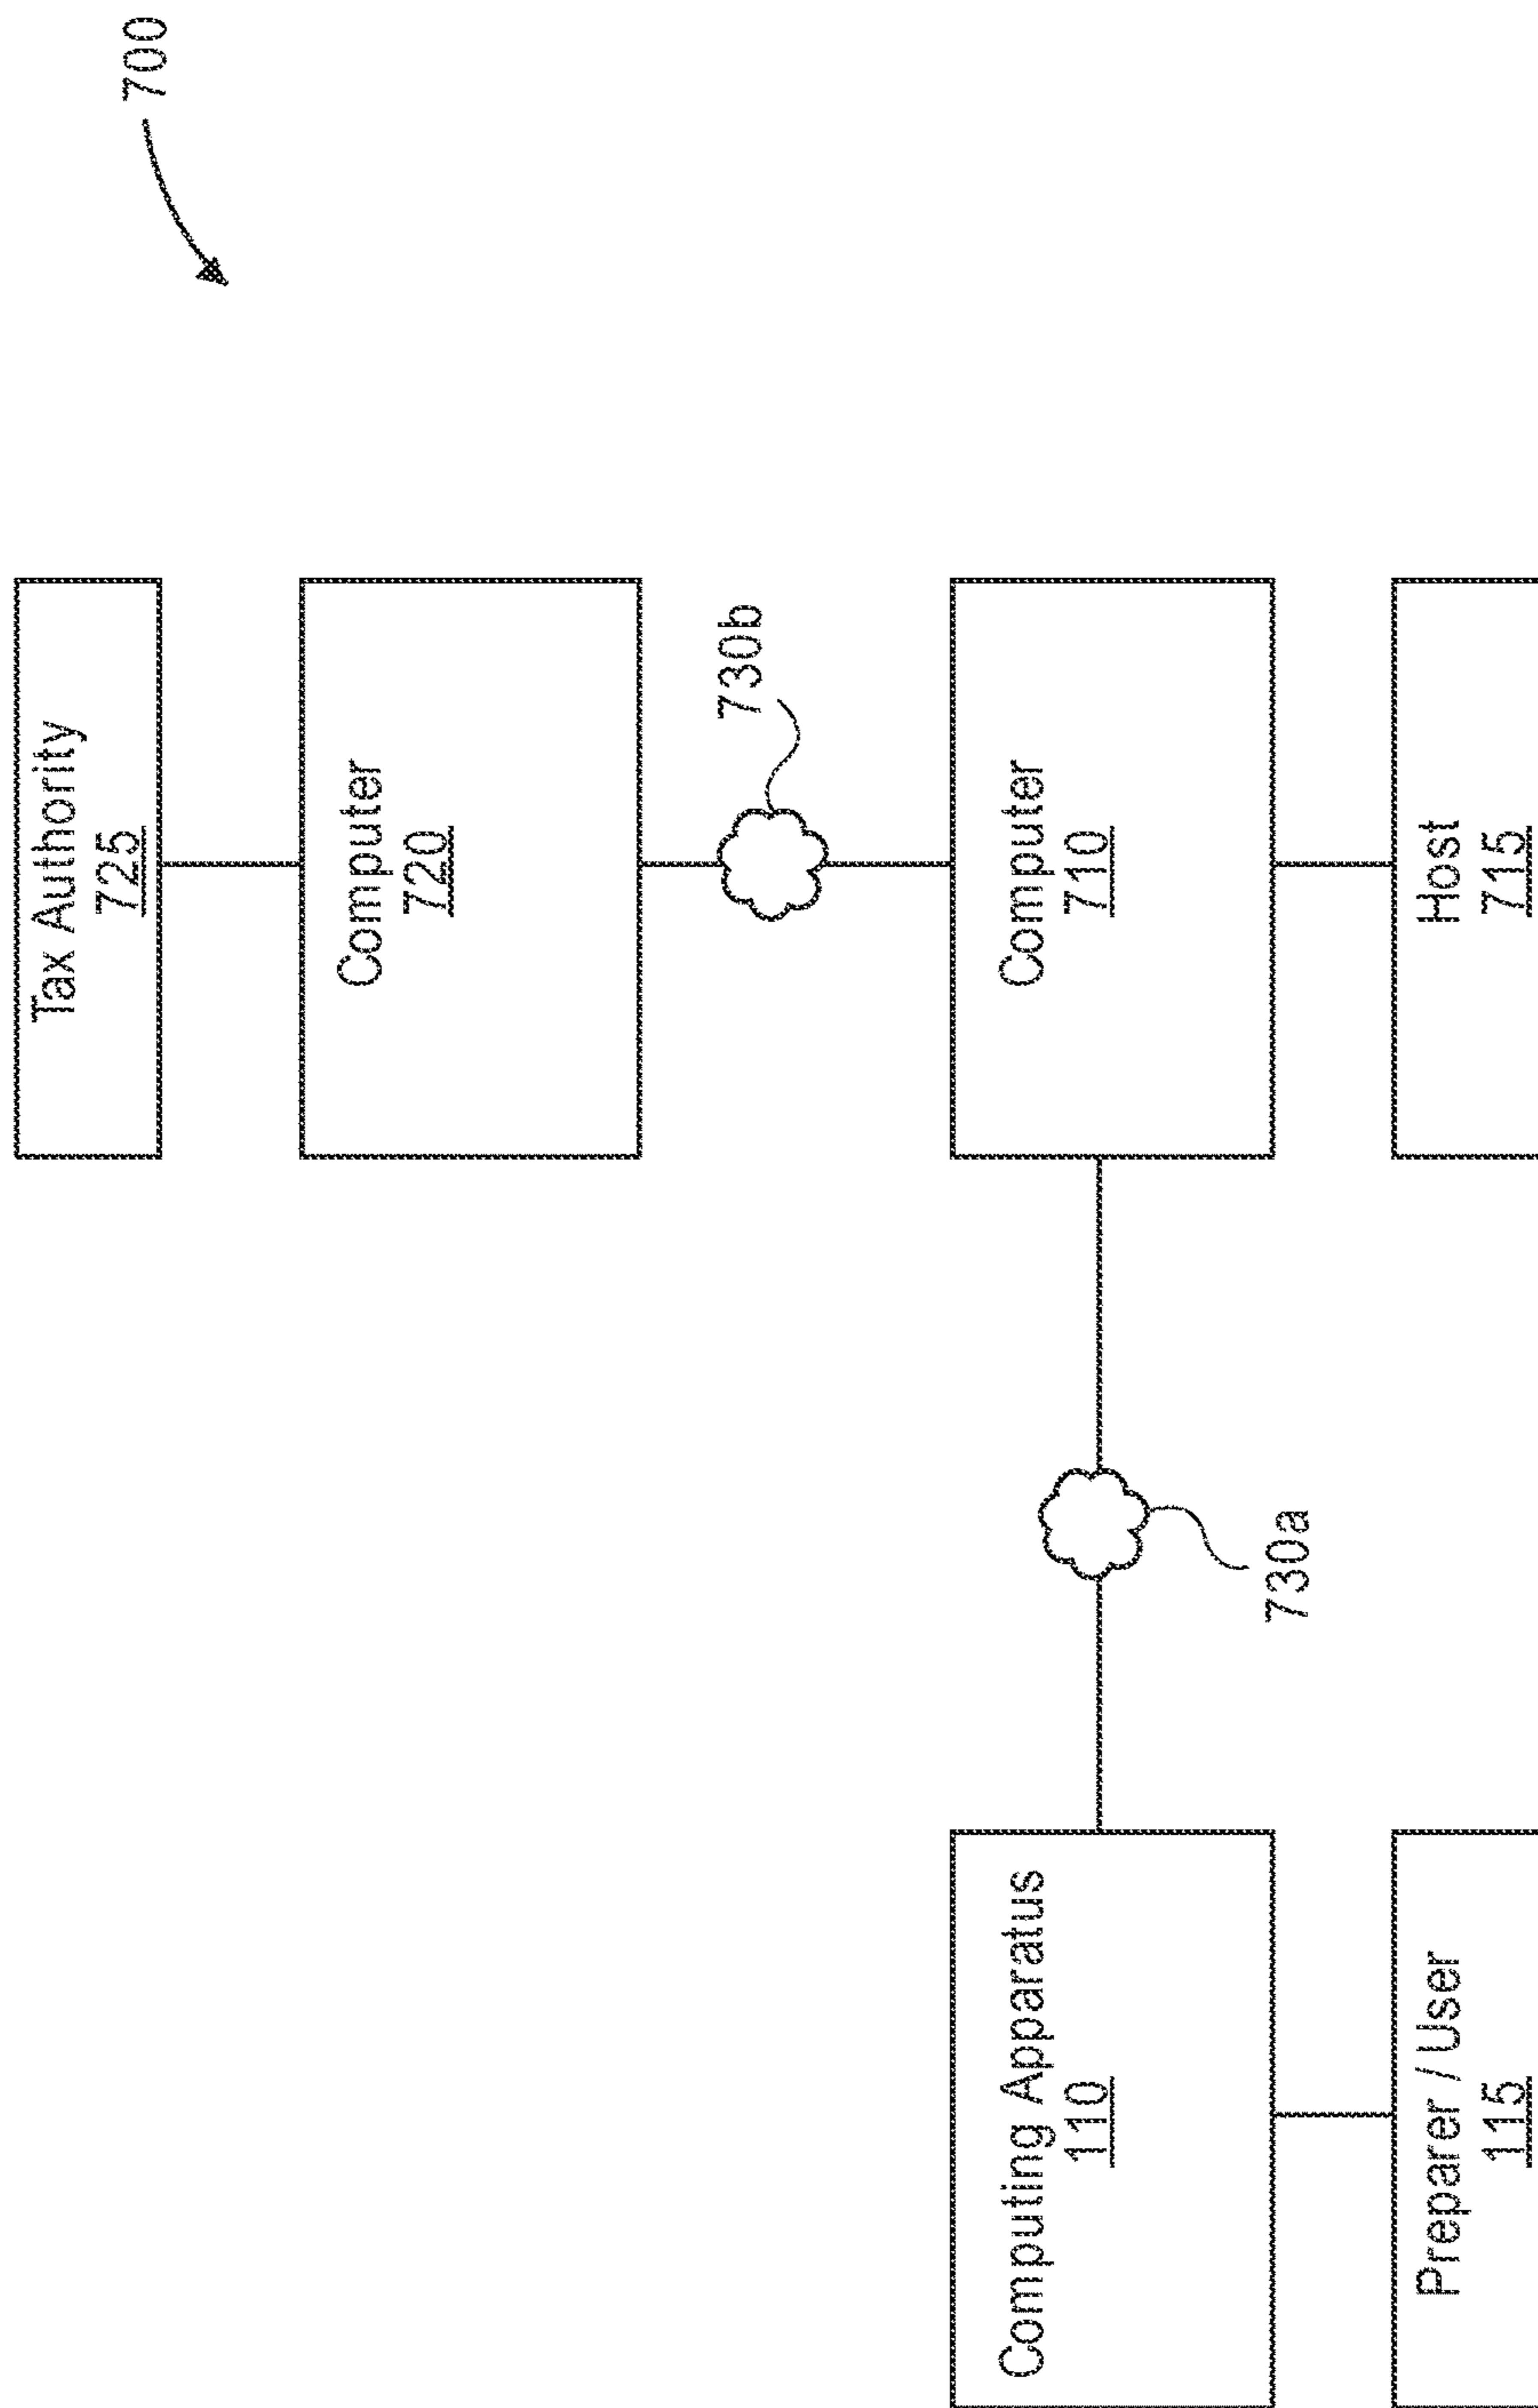 700
Tax Authority
725
Computer
720
730b
Computing Apparatus
110
Computer
710
730a
Preparer / User
115
Host
715